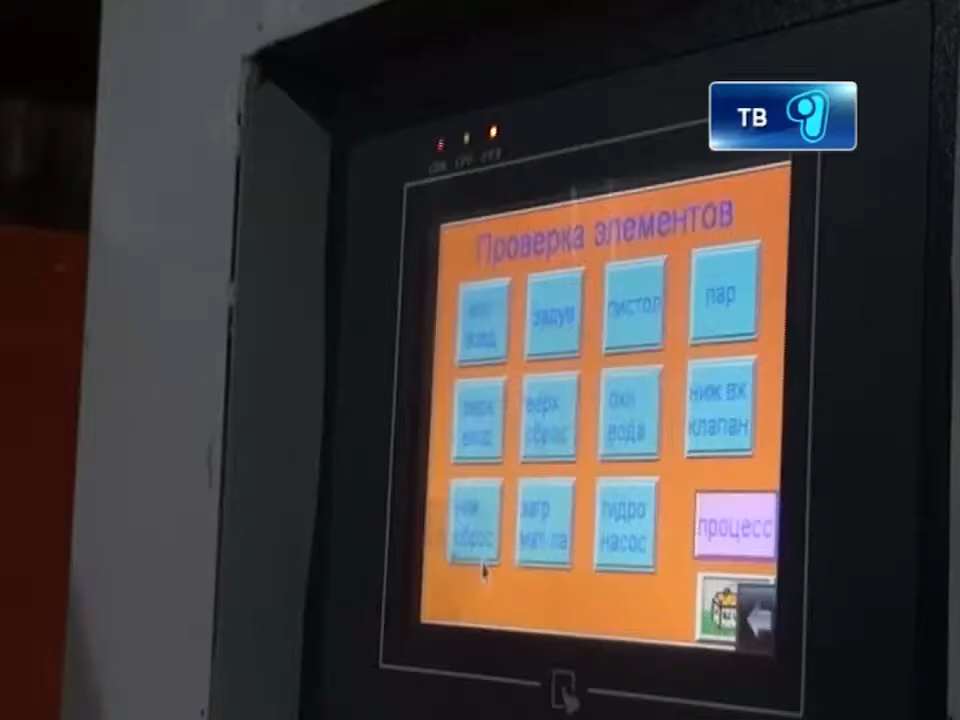 ТВ
Проверка элементов
задув
пистол
пар
верх
сброс
охл
вода
ниж вх
клапан
сброс
загр
мат-ла
гидро
насос
процесс